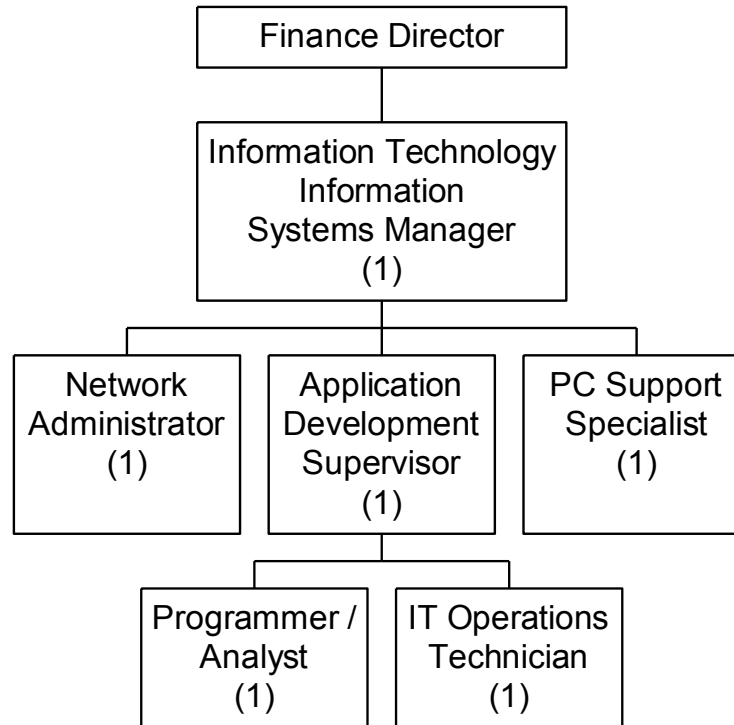 Finance Director
Information Technology
Information
Systems Manager
(1)
Network
Administrator
(1)
Application
Development
Supervisor
(1)
PC Support
Specialist
(1)
Programmer /
Analyst
(1)
IT Operations
Technician
(1)